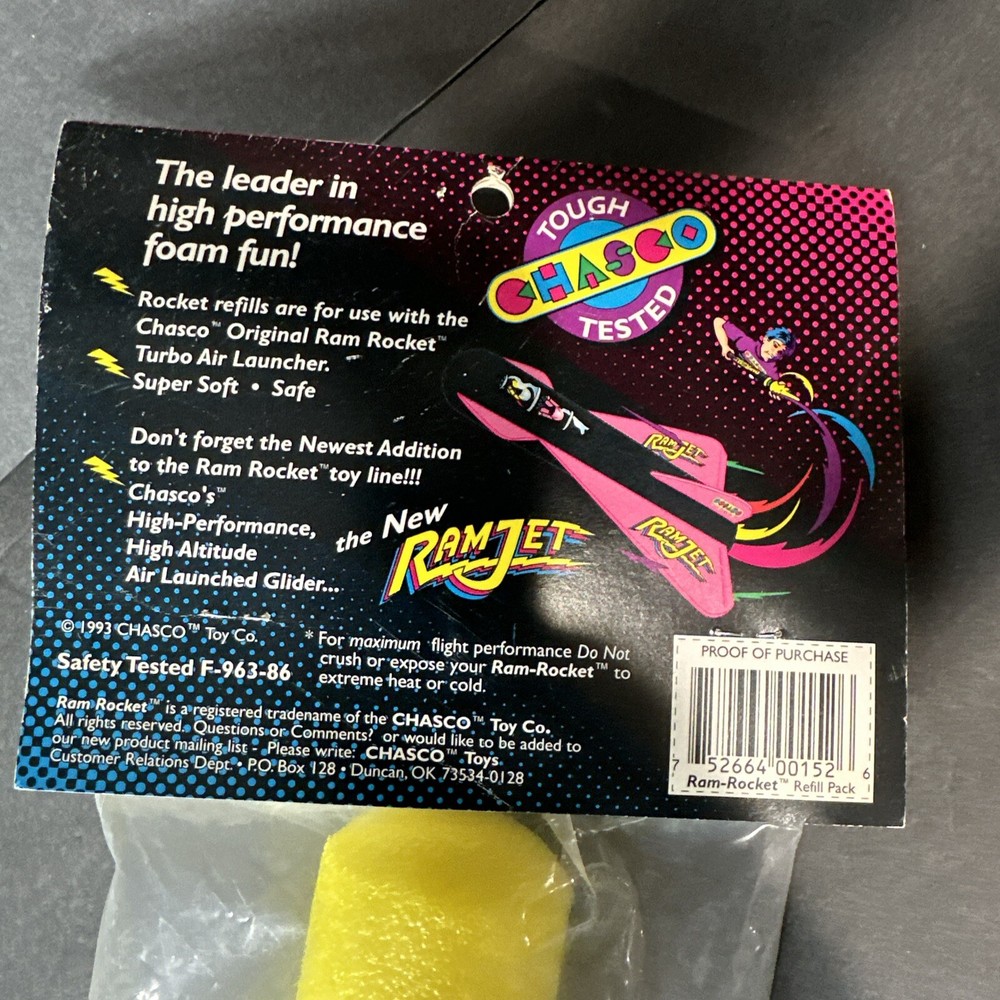 The leader in
high performance
foam fun!
TOUGH
CHASCO
TESTED
Rocket refills are for use with the
Chasco™ Original Ram Rocket™
Turbo Air Launcher.
Super Soft • Safe
Don't forget the Newest Addition
to the Ram Rocket™ toy line!!!
Chasco's™
High-Performance,
High Altitude
Air Launched Glider...
the New
RAMJET
RAMJET
RAMJET
© 1993 CHASCO™ Toy Co.
Safety Tested F-963-86
* For maximum flight performance Do Not
crush or expose your Ram-Rocket™ to
extreme heat or cold.
Ram Rocket™ is a registered tradename of the CHASCO™ Toy Co.
All rights reserved. Questions or Comments? or would like to be added to
our new product mailing list - Please write: CHASCO™ Toys
Customer Relations Dept. • P.O. Box 128 • Duncan, OK 73534-0128
PROOF OF PURCHASE
7 52664 00152 6
Ram-Rocket™ Refill Pack